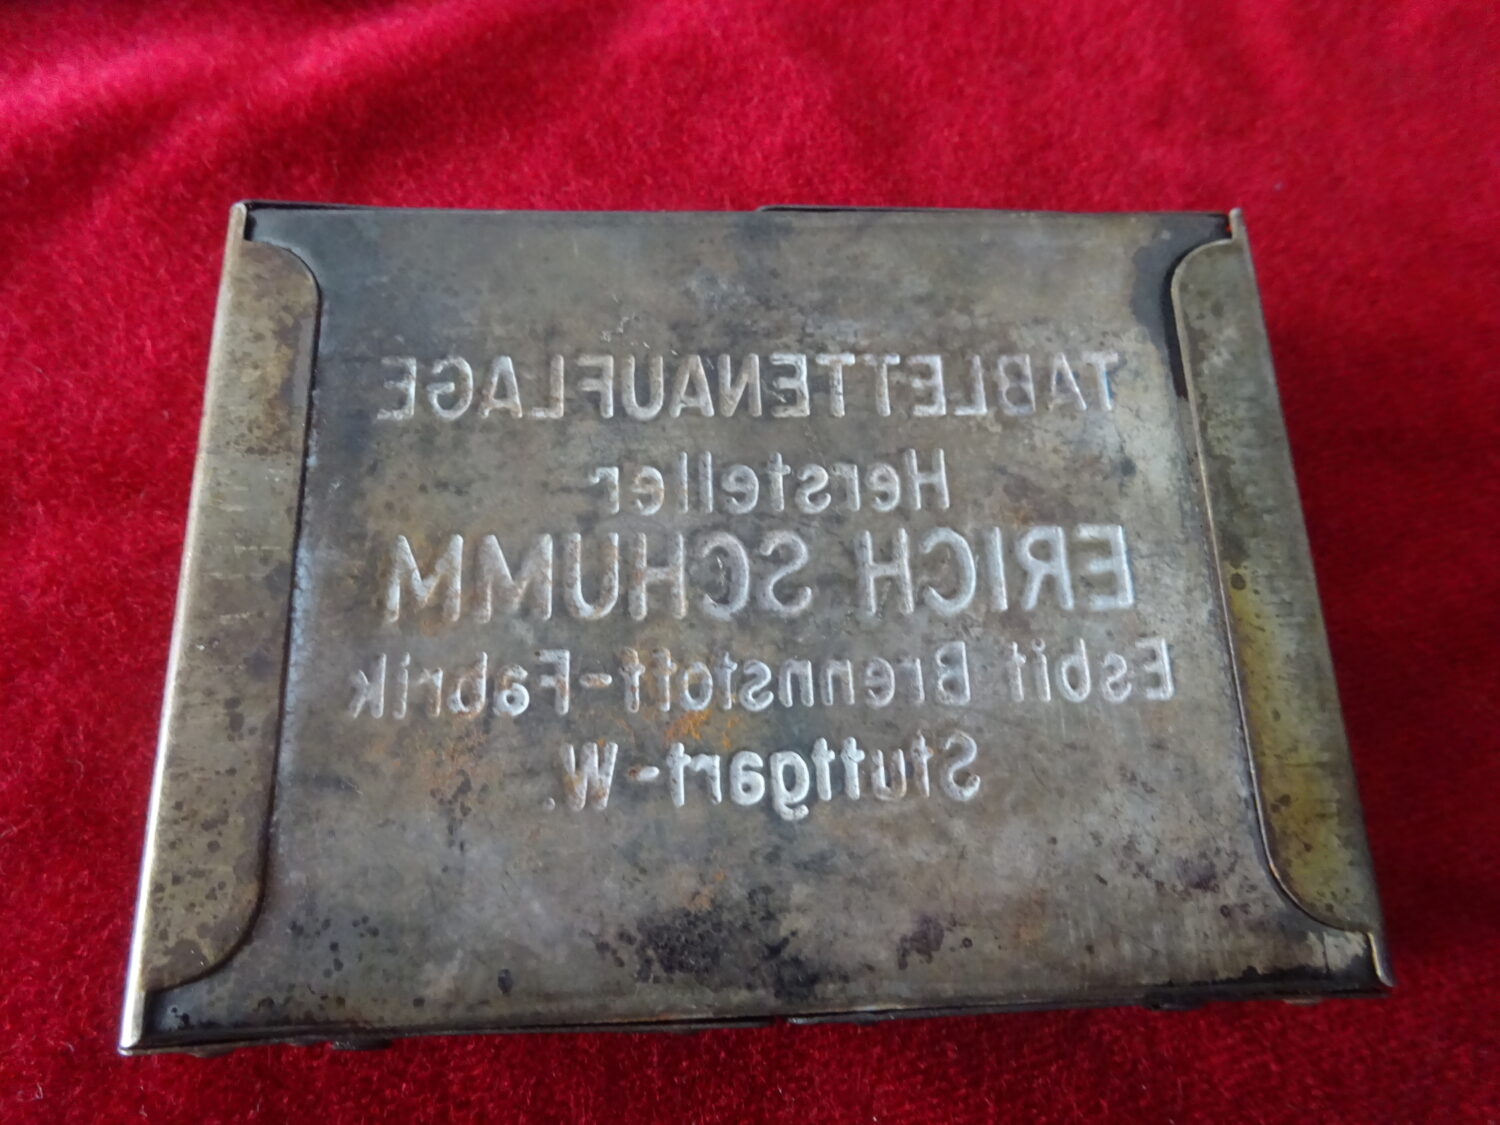 TABLETTENAUFLAGE
Hersteller
ERICH SCHUMM
Esbit Brennstoff-Fabrik
Stuttgart-W.